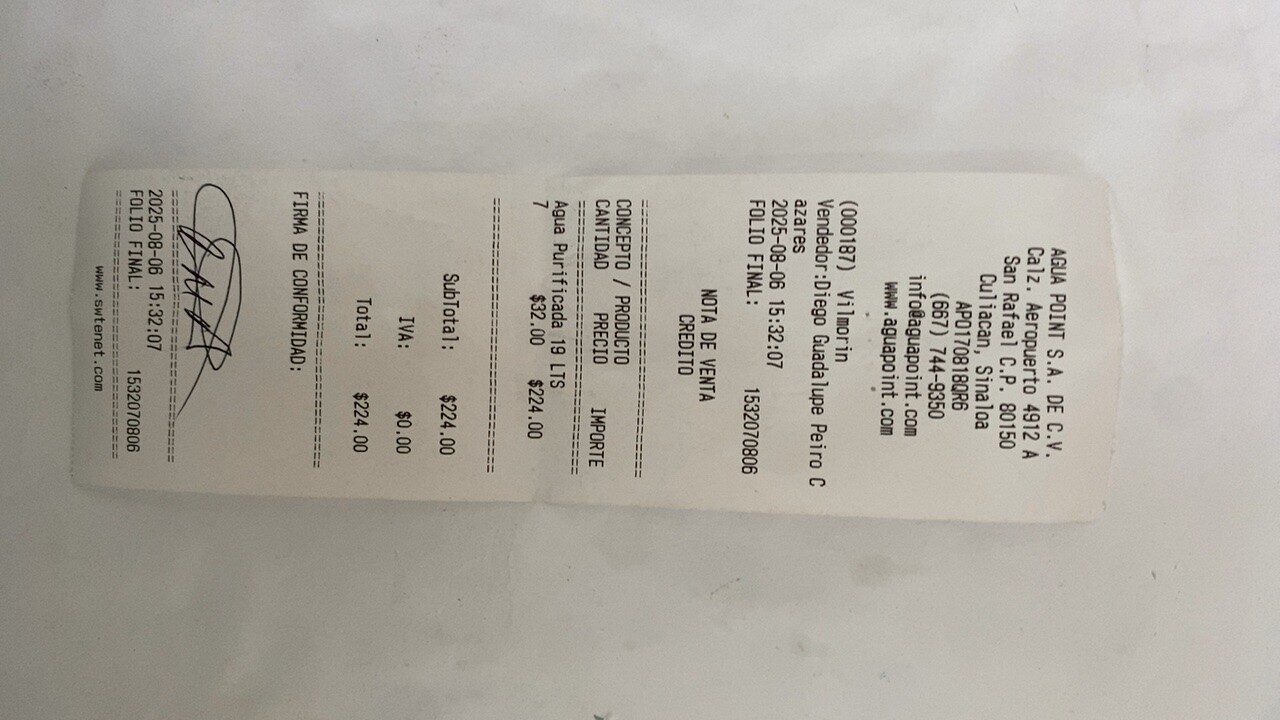 AGUA POINT S.A. DE C.V.
Calz. Aeropuerto 4912 A
San Rafael C.P. 80150
Culiacan, Sinaloa
APO170818QR6
(667) 744-9350
info@aguapoint.com
www.aguapoint.com
(000187) Vilmorin
Vendedor:Diego Guadalupe Peiro C
azares
2025-08-06 15:32:07
FOLIO FINAL: 1532070806
NOTA DE VENTA
CREDITO
CONCEPTO / PRODUCTO
CANTIDAD PRECIO IMPORTE
Agua Purificada 19 LTS
7 $32.00 $224.00
SubTotal: $224.00
IVA: $0.00
Total: $224.00
FIRMA DE CONFORMIDAD:
2025-08-06 15:32:07
FOLIO FINAL: 1532070806
www.swtenet.com